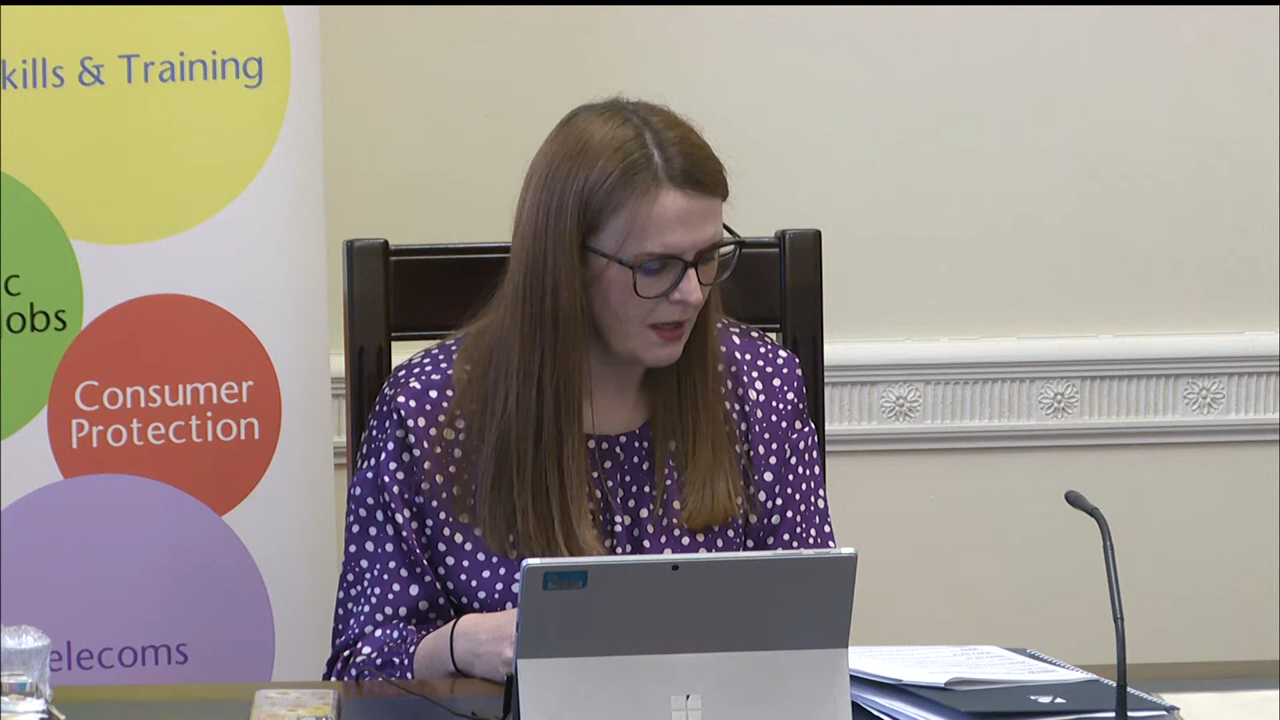 kills & Training
c
obs
Consumer
Protection
elecoms